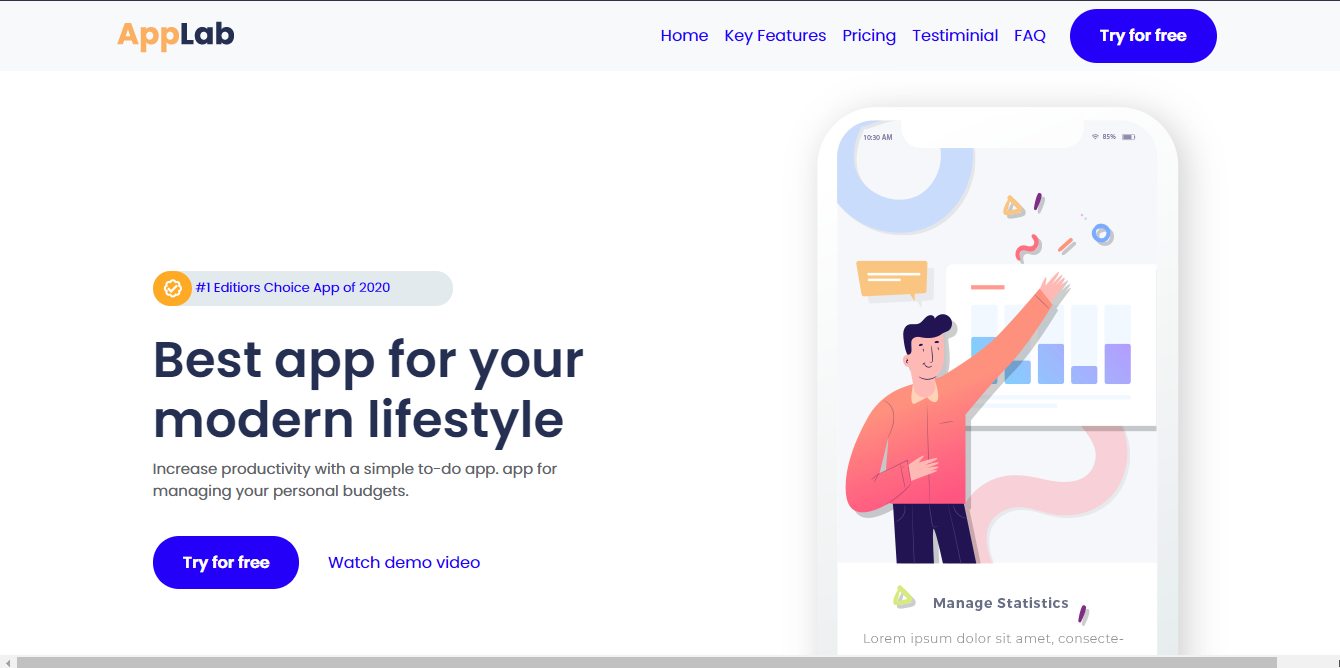 AppLab
Home Key Features Pricing Testiminial FAQ Try for free
10:30 AM 85%
#1 Editiors Choice App of 2020
Best app for your
modern lifestyle
Increase productivity with a simple to-do app. app for
managing your personal budgets.
Try for free Watch demo video
Manage Statistics
Lorem ipsum dolor sit amet, consecte-